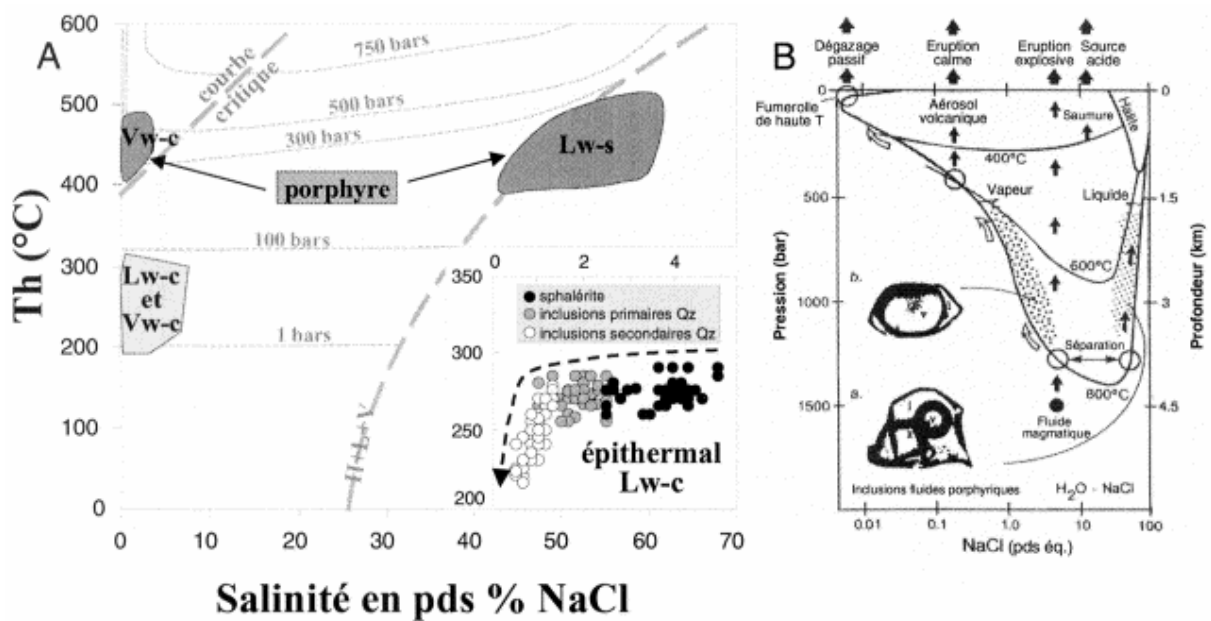 A
600
500
400
300
200
100
0
Th (°C)
0
10
20
30
40
50
60
70
Salinité en pds % NaCl
courbe
critique
750 bars
500 bars
300 bars
100 bars
1 bars
H+L+V
Vw-c
Lw-s
porphyre
Lw-c
et
Vw-c
0
2
4
350
300
250
200
sphalérite
inclusions primaires Qz
inclusions secondaires Qz
épithermal
Lw-c
B
Dégazage
passif
Eruption
calme
Eruption
explosive
Source
acide
0
500
1000
1500
Pression (bar)
0
1.5
3
4.5
Profondeur (km)
Fumerolle
de haute T
Aérosol
volcanique
Saumure
Halite
400°C
Vapeur
Liquide
600°C
b.
Séparation
800°C
a.
Fluide
magmatique
Inclusions fluides porphyriques
H2O - NaCl
0.01
0.1
1.0
10
100
NaCl (pds éq.)